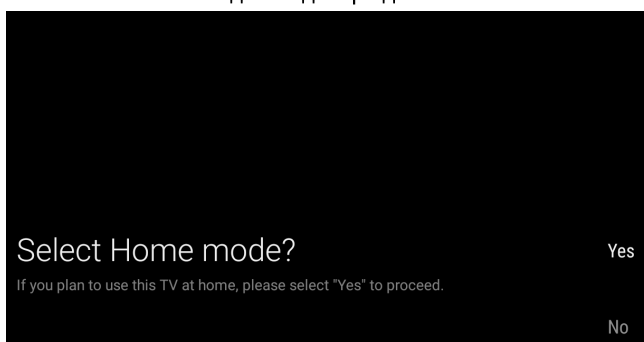 Select Home mode?
Yes
If you plan to use this TV at home, please select "Yes" to proceed.
No